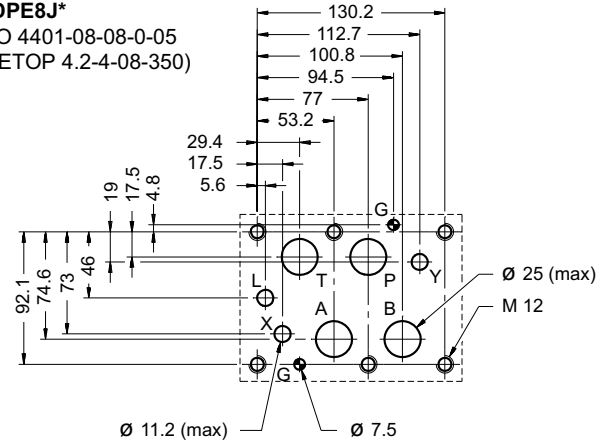 OPE8J*
O 4401-08-08-0-05
ETOP 4.2-4-08-350)
130.2
112.7
100.8
94.5
77
53.2
29.4
17.5
5.6
19
17.5
4.8
92.1
74.6
73
46
G
L
T
P
Y
X
A
B
G
Ø 25 (max)
M 12
Ø 11.2 (max)
Ø 7.5